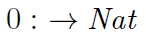 0 : → Nat